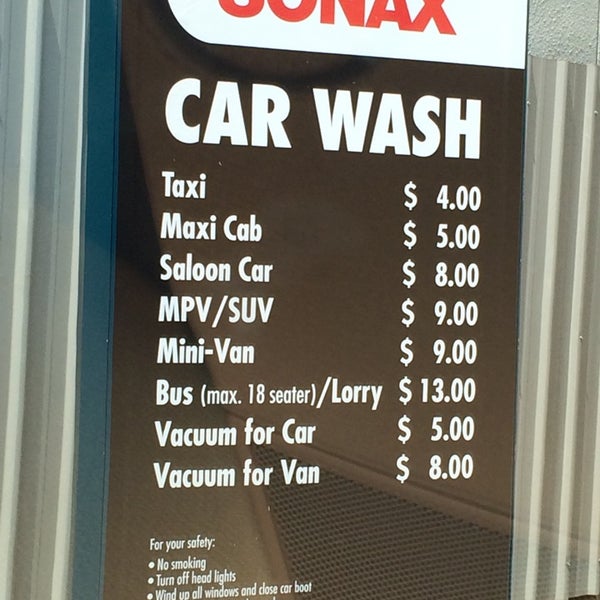 SONAX
CAR WASH
Taxi $ 4.00
Maxi Cab $ 5.00
Saloon Car $ 8.00
MPV/SUV $ 9.00
Mini-Van $ 9.00
Bus (max. 18 seater)/Lorry $ 13.00
Vacuum for Car $ 5.00
Vacuum for Van $ 8.00
For your safety:
• No smoking
• Turn off head lights
• Wind up all windows and close car boot